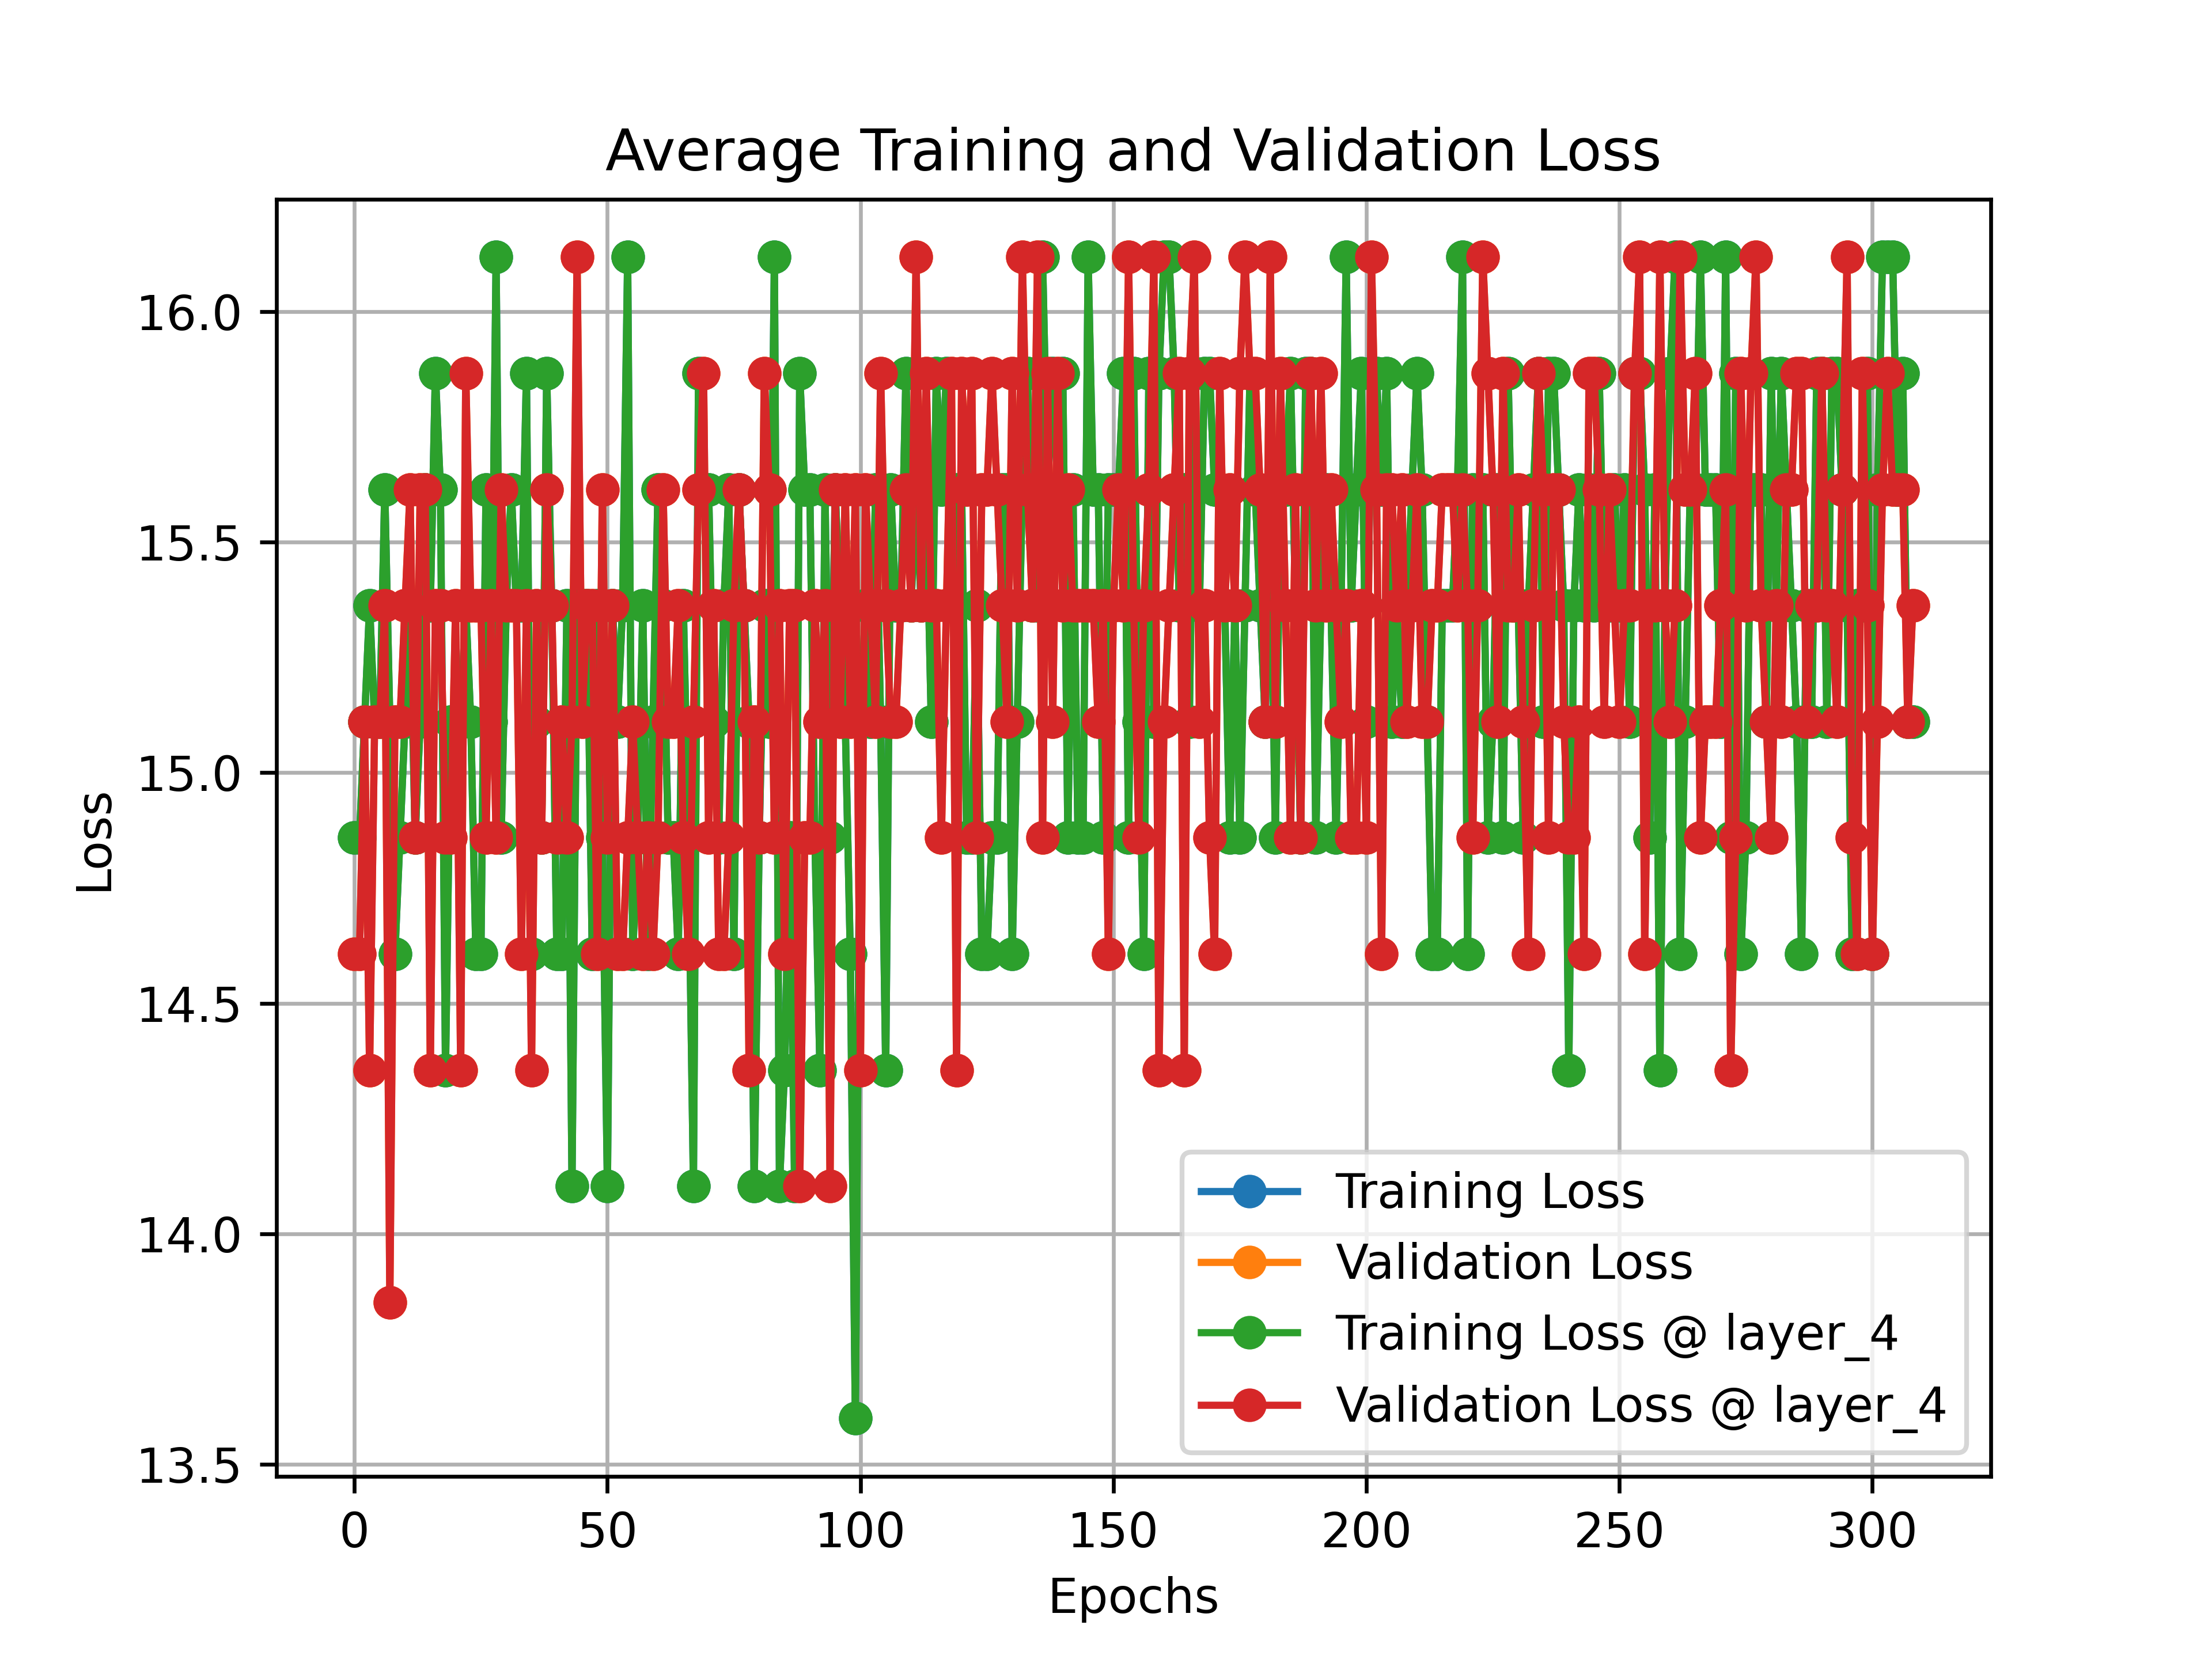 Average Training and Validation Loss
16.0
15.5
15.0
14.5
14.0
13.5
Loss
0 50 100 150 200 250 300
Epochs
Training Loss
Validation Loss
Training Loss @ layer_4
Validation Loss @ layer_4